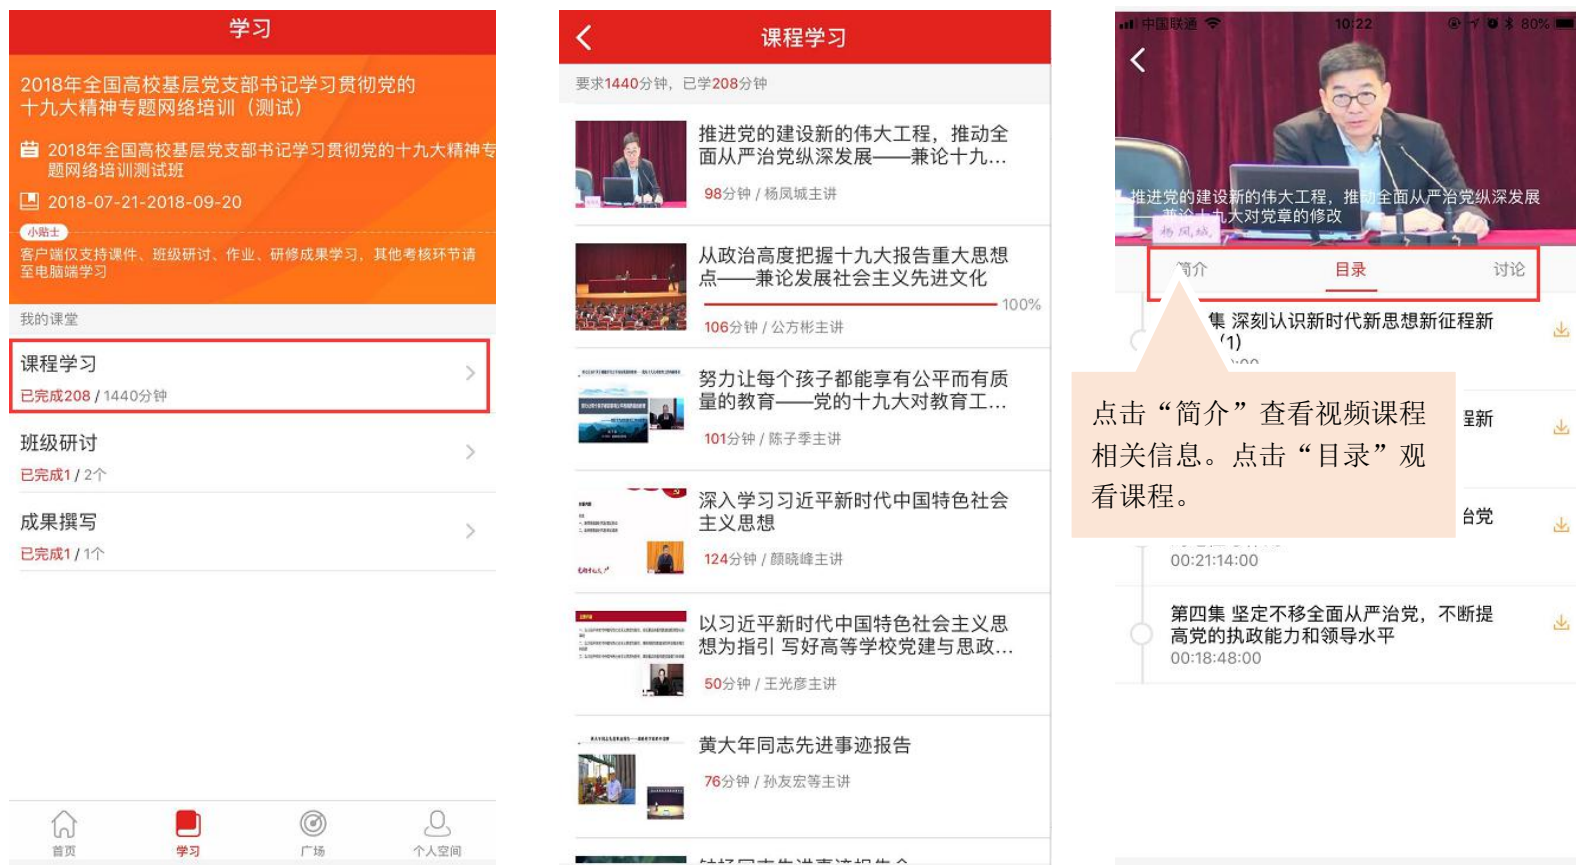 学习
2018年全国高校基层党支部书记学习贯彻党的
十九大精神专题网络培训（测试）
2018年全国高校基层党支部书记学习贯彻党的十九大精神专
题网络培训测试班
2018-07-21-2018-09-20
小贴士
客户端仅支持课件、班级研讨、作业、研修成果学习，其他考核环节请
至电脑端学习
我的课堂
课程学习
已完成208 / 1440分钟
班级研讨
已完成1 / 2个
成果撰写
已完成1 / 1个
首页
学习
广场
个人空间
课程学习
要求1440分钟，已学208分钟
推进党的建设新的伟大工程，推动全
面从严治党纵深发展——兼论十九...
98分钟 / 杨凤城主讲
从政治高度把握十九大报告重大思想
点——兼论发展社会主义先进文化
100%
106分钟 / 公方彬主讲
努力让每个孩子都能享有公平而有质
量的教育——党的十九大对教育工...
101分钟 / 陈子季主讲
深入学习习近平新时代中国特色社会
主义思想
124分钟 / 颜晓峰主讲
以习近平新时代中国特色社会主义思
想为指引 写好高等学校党建与思政...
50分钟 / 王光彦主讲
黄大年同志先进事迹报告
76分钟 / 孙友宏等主讲
中国联通
10:22
80%
推进党的建设新的伟大工程，推动全面从严治党纵深发展
——兼论十九大对党章的修改
杨凤城
简介
目录
讨论
集 深刻认识新时代新思想新征程新
(1)
程新
点击“简介”查看视频课程
相关信息。点击“目录”观
看课程。
治党
00:21:14:00
第四集 坚定不移全面从严治党，不断提
高党的执政能力和领导水平
00:18:48:00